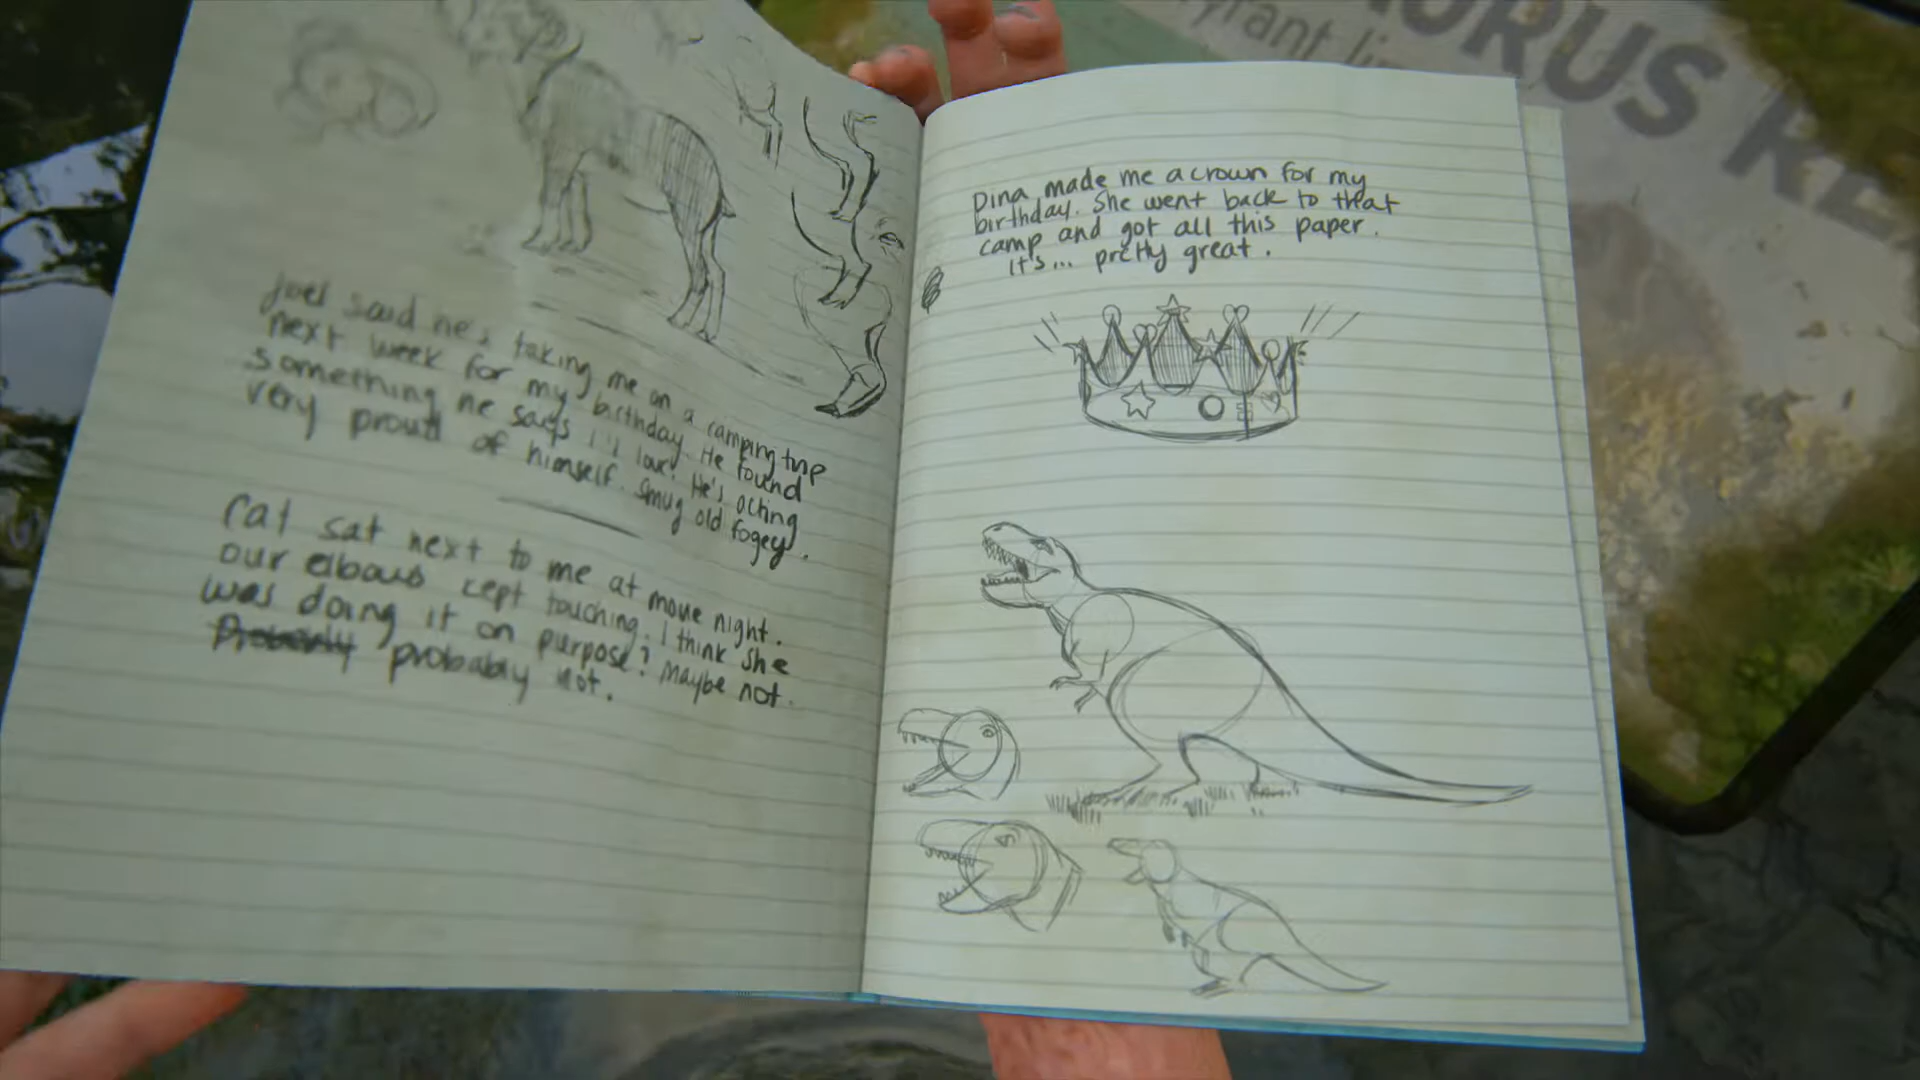 Joel said he's taking me on a camping trip
next week for my birthday. He found
something he says I'll love. He's acting
very proud of himself. Smug old fogey.
Cat sat next to me at movie night.
our elbows kept touching. I think she
was doing it on purpose? Maybe not.
probably not.
Dina made me a crown for my
birthday. She went back to that
camp and got all this paper.
It's... pretty great.
yrant